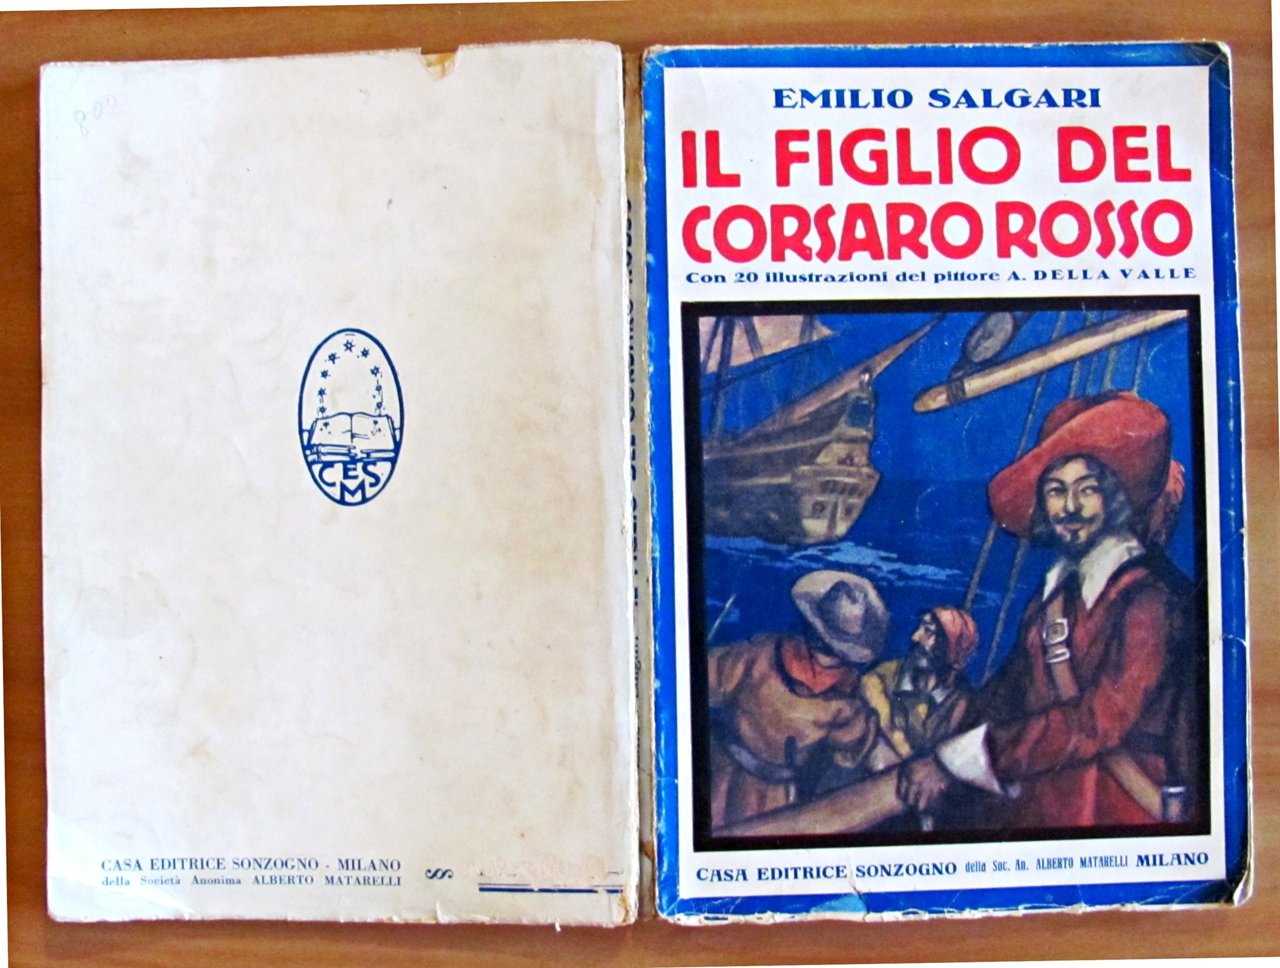 800
CESM
CASA EDITRICE SONZOGNO - MILANO
della Società Anonima ALBERTO MATARELLI
EMILIO SALGARI
IL FIGLIO DEL
CORSARO ROSSO
Con 20 illustrazioni del pittore A. DELLA VALLE
CASA EDITRICE SONZOGNO della Soc. An. ALBERTO MATARELLI MILANO